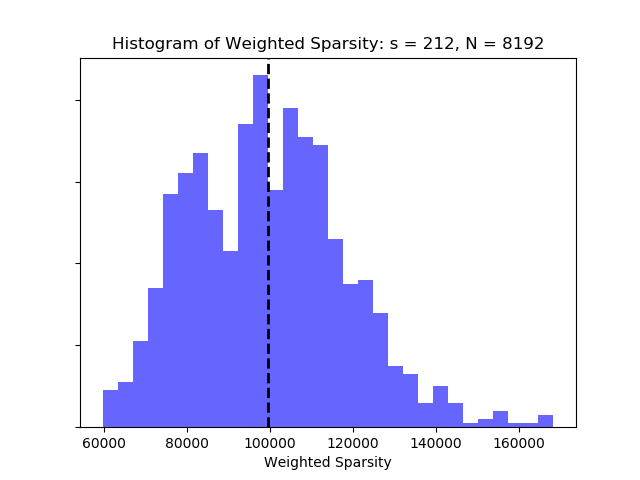 Histogram of Weighted Sparsity: s = 212, N = 8192
60000 80000 100000 120000 140000 160000
Weighted Sparsity